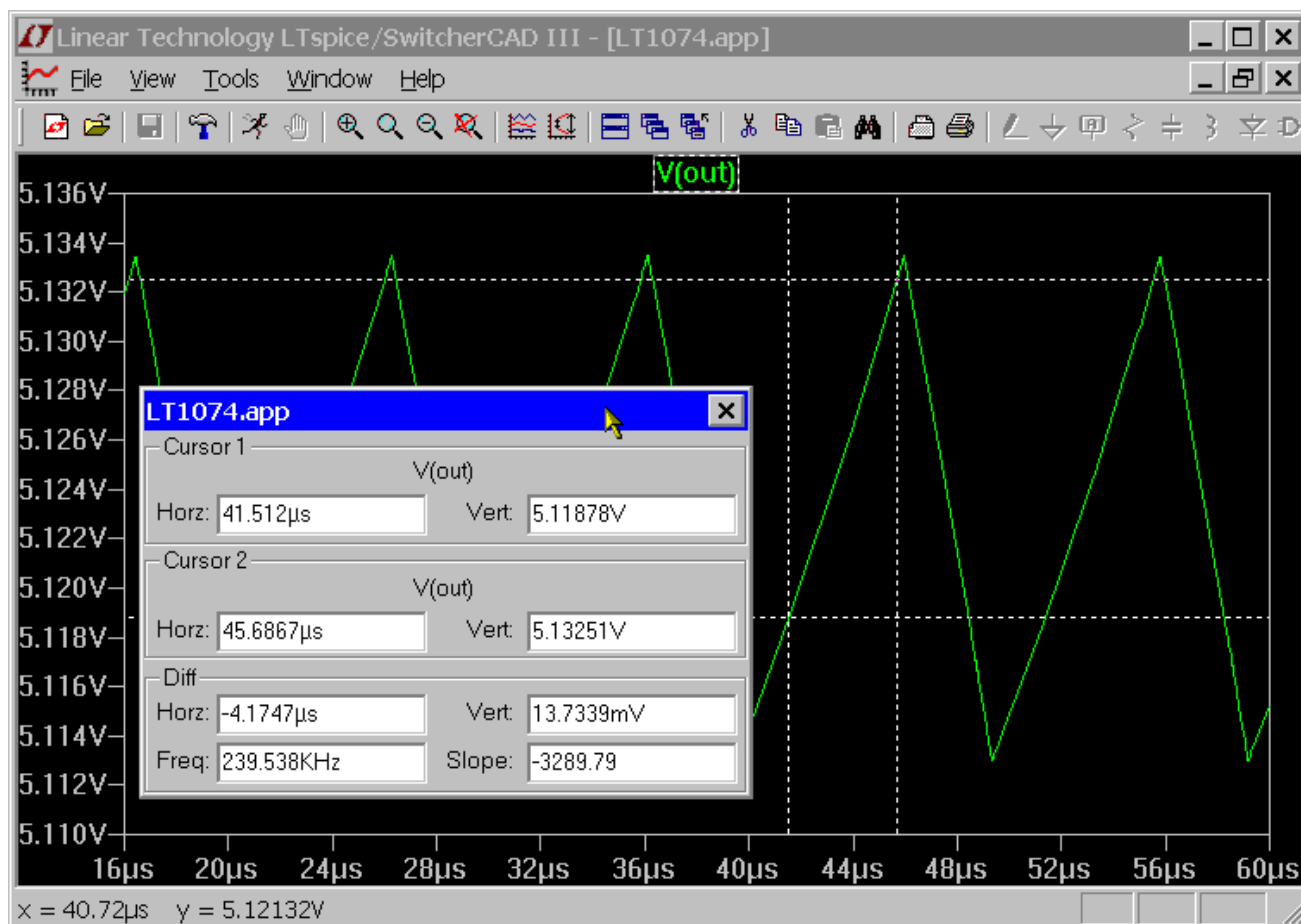 Linear Technology LTspice/SwitcherCAD III - [LT1074.app]
File View Tools Window Help
V(out)
5.136V
5.134V
5.132V
5.130V
5.128V
5.126V
5.124V
5.122V
5.120V
5.118V
5.116V
5.114V
5.112V
5.110V
LT1074.app
Cursor 1
V(out)
Horz: 41.512µs Vert: 5.11878V
Cursor 2
V(out)
Horz: 45.6867µs Vert: 5.13251V
Diff
Horz: -4.1747µs Vert: 13.7339mV
Freq: 239.538KHz Slope: -3289.79
16µs 20µs 24µs 28µs 32µs 36µs 40µs 44µs 48µs 52µs 56µs 60µs
x = 40.72µs y = 5.12132V